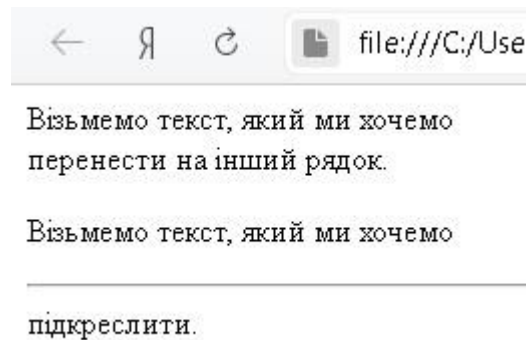 Я file:///C:/Use
Візьмемо текст, який ми хочемо
перенести на інший рядок.
Візьмемо текст, який ми хочемо
підкреслити.